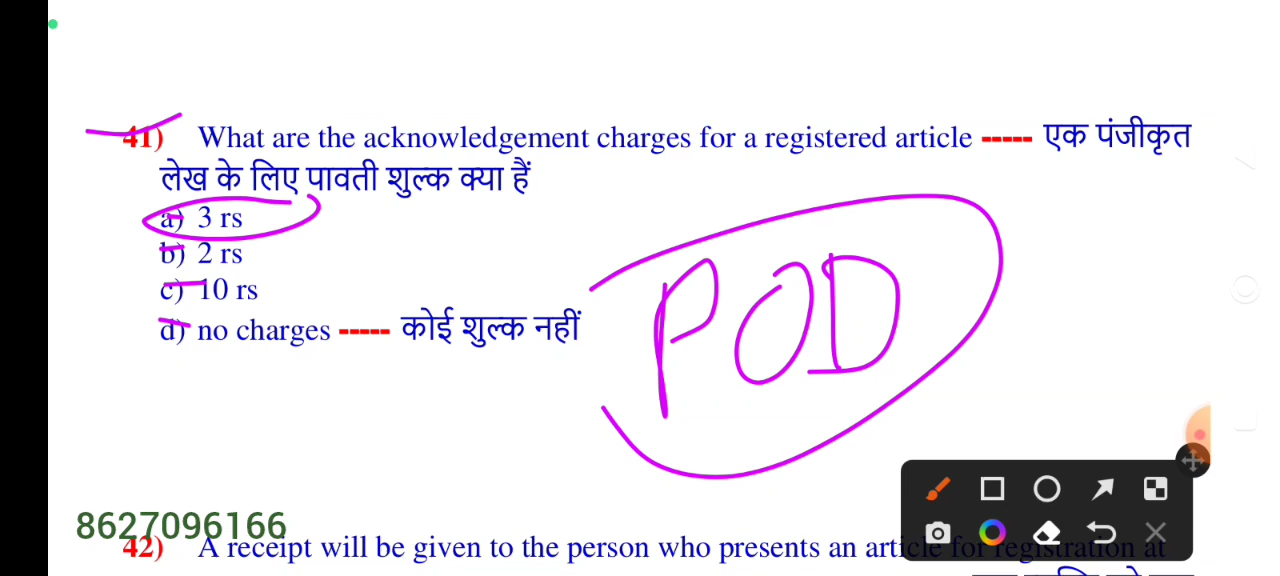 41) What are the acknowledgement charges for a registered article ----- एक पंजीकृत
लेख के लिए पावती शुल्क क्या हैं
a) 3 rs
b) 2 rs
c) 10 rs
d) no charges ----- कोई शुल्क नहीं
POD
8627096166
42) A receipt will be given to the person who presents an article for registration at